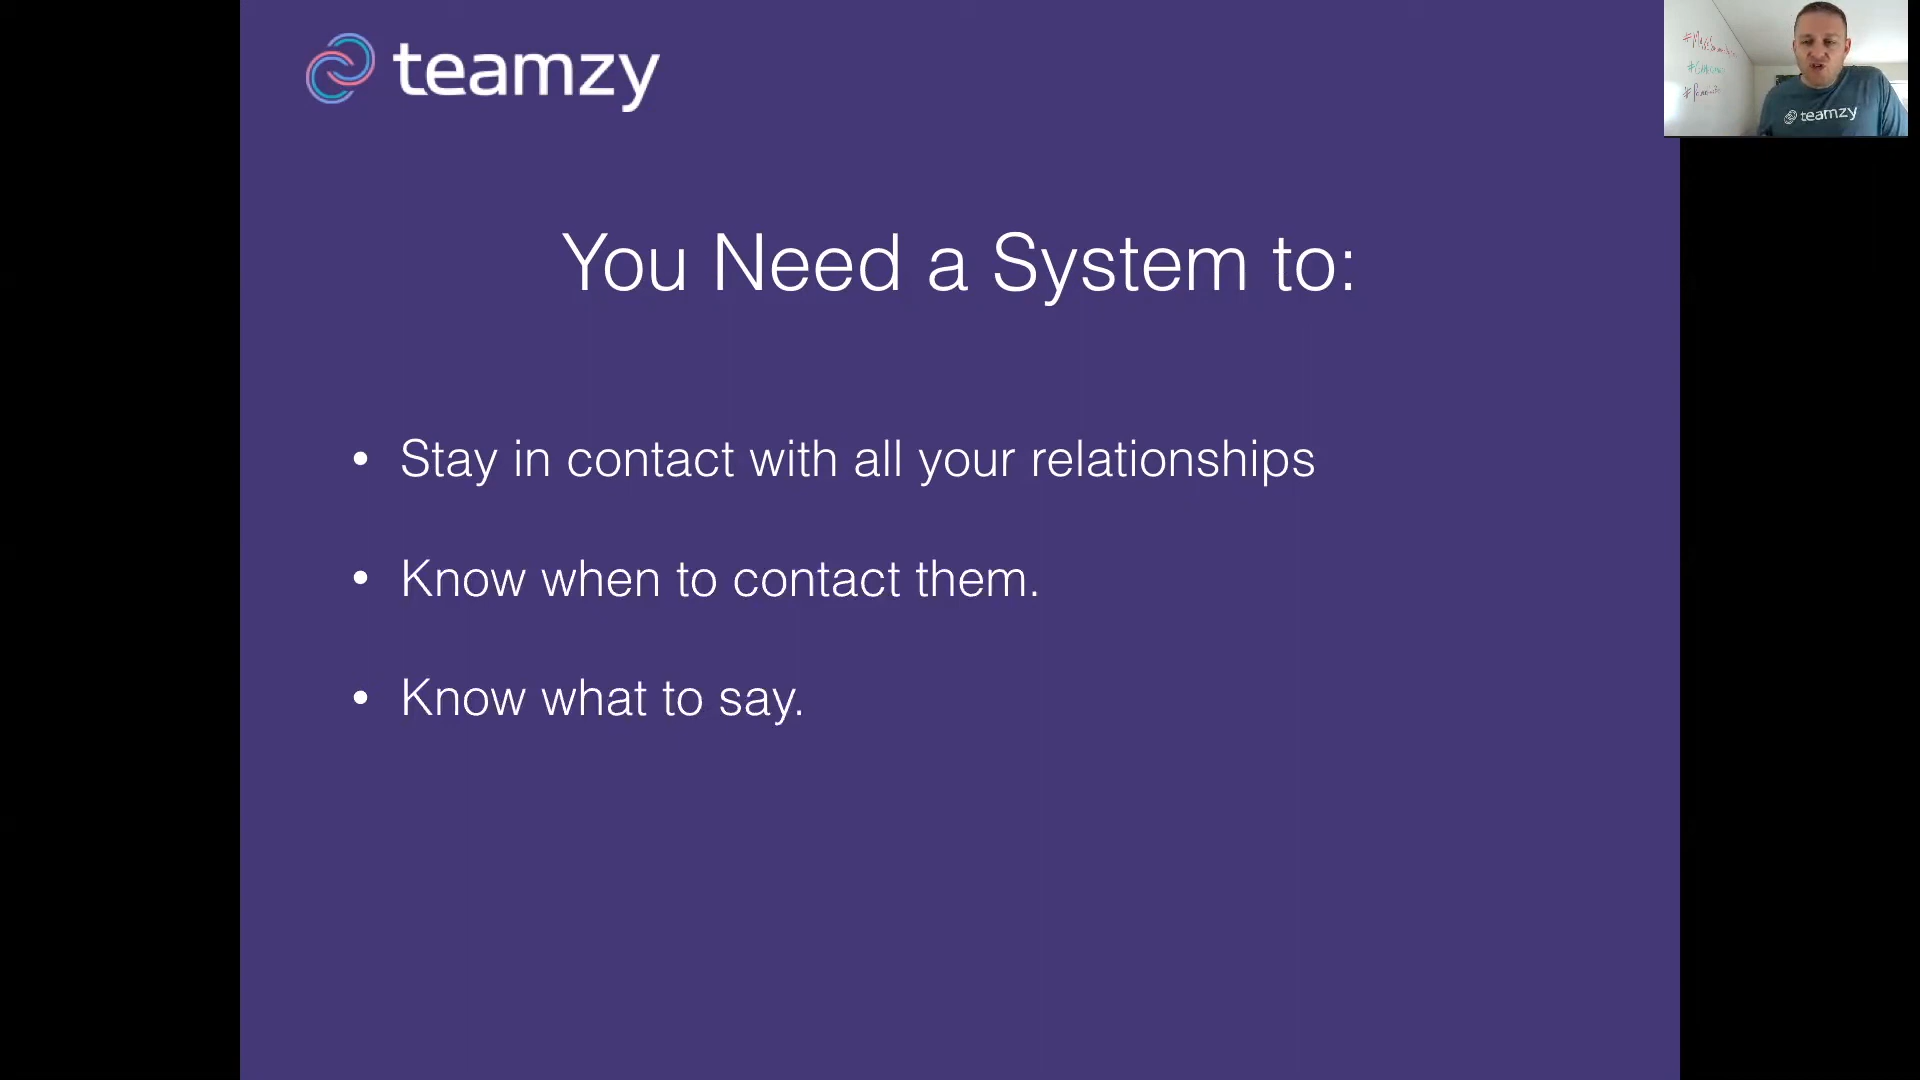 teamzy
You Need a System to:
• Stay in contact with all your relationships
• Know when to contact them.
• Know what to say.
teamzy